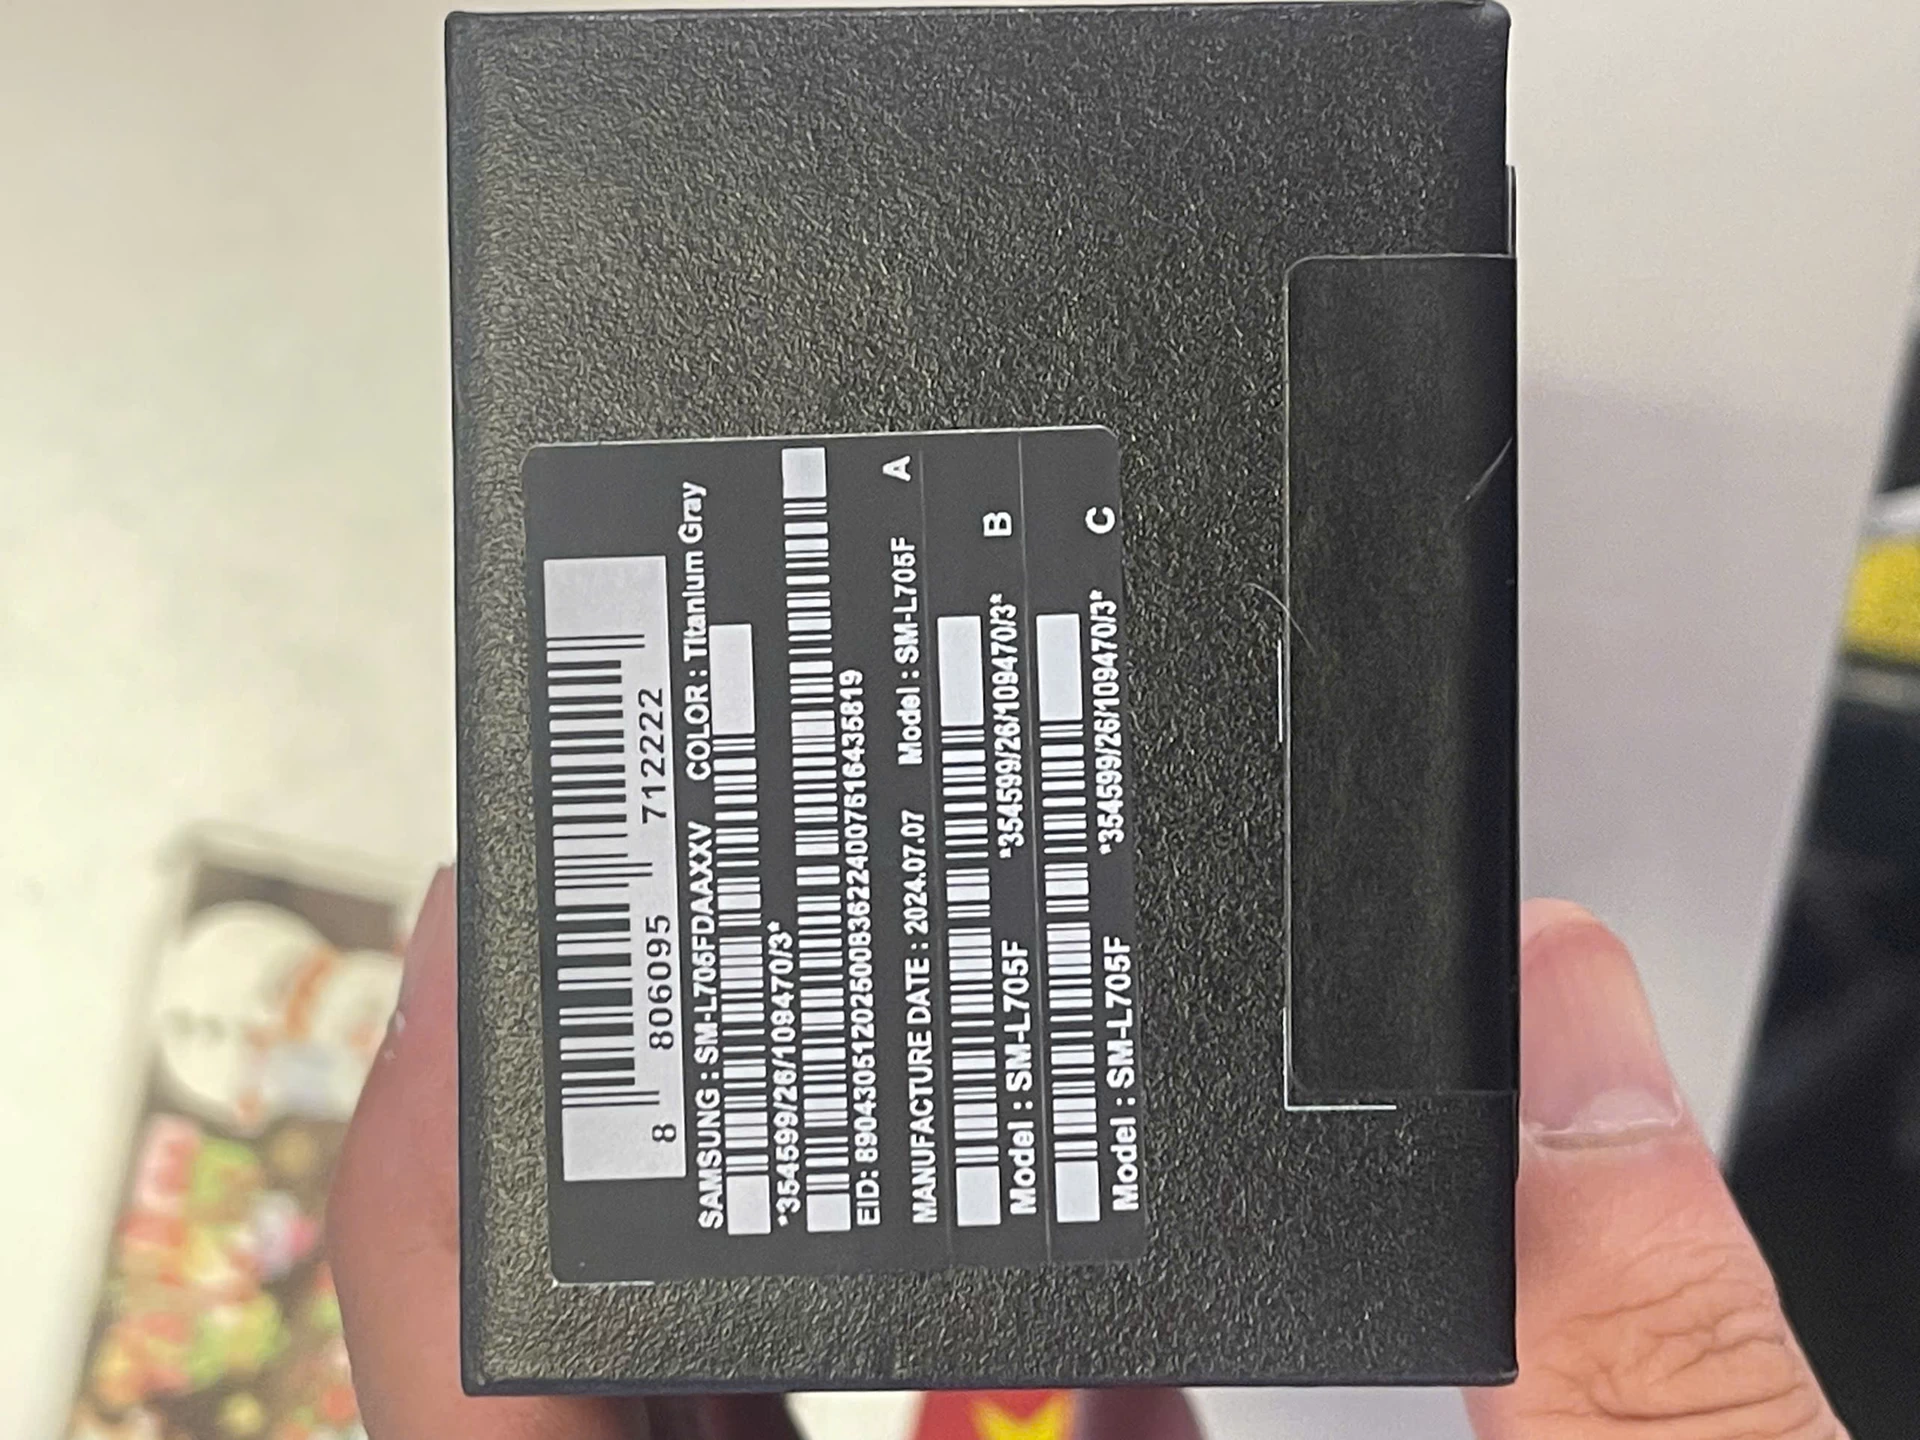 8 806095 712222
SAMSUNG : SM-L705FDAAXXV COLOR : Titanium Gray
*354599/26/109470/3*
EID: 89043051202500836224007616435819
MANUFACTURE DATE : 2024.07.07 Model : SM-L705F A
Model : SM-L705F *354599/26/109470/3* B
Model : SM-L705F *354599/26/109470/3* C